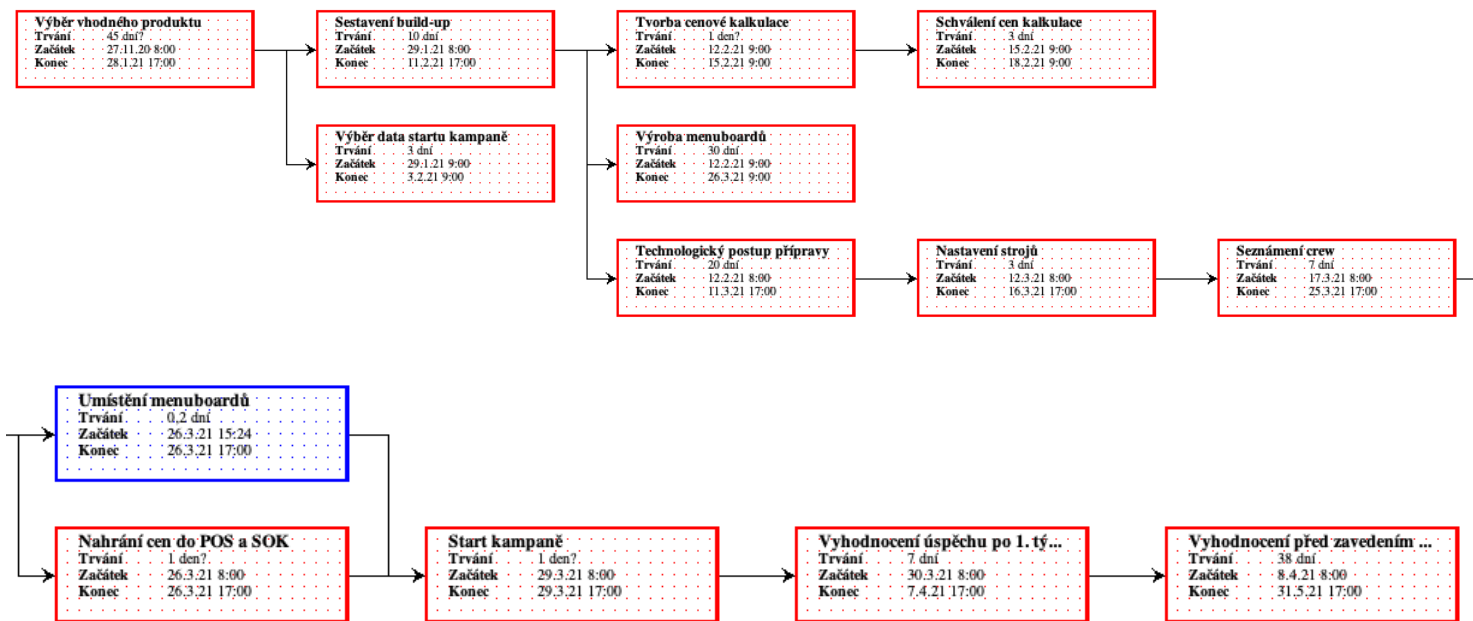 Výběr vhodného produktu
Trvání 45 dní?
Začátek 27.11.20 8:00
Konec 28.1.21 17:00
Sestavení build-up
Trvání 10 dní
Začátek 29.1.21 8:00
Konec 11.2.21 17:00
Tvorba cenové kalkulace
Trvání 1 den?
Začátek 12.2.21 9:00
Konec 15.2.21 9:00
Schválení cen kalkulace
Trvání 3 dní
Začátek 15.2.21 9:00
Konec 18.2.21 9:00
Výběr data startu kampaně
Trvání 3 dní
Začátek 29.1.21 9:00
Konec 3.2.21 9:00
Výroba menuboardů
Trvání 30 dní
Začátek 12.2.21 9:00
Konec 26.3.21 9:00
Technologický postup přípravy
Trvání 20 dní
Začátek 12.2.21 8:00
Konec 11.3.21 17:00
Nastavení strojů
Trvání 3 dní
Začátek 12.3.21 8:00
Konec 16.3.21 17:00
Seznámení crew
Trvání 7 dní
Začátek 17.3.21 8:00
Konec 25.3.21 17:00
Umístění menuboardů
Trvání 0,2 dní
Začátek 26.3.21 15:24
Konec 26.3.21 17:00
Nahrání cen do POS a SOK
Trvání 1 den?
Začátek 26.3.21 8:00
Konec 26.3.21 17:00
Start kampaně
Trvání 1 den?
Začátek 29.3.21 8:00
Konec 29.3.21 17:00
Vyhodnocení úspěchu po 1. tý...
Trvání 7 dní
Začátek 30.3.21 8:00
Konec 7.4.21 17:00
Vyhodnocení před zavedením ...
Trvání 38 dní
Začátek 8.4.21 8:00
Konec 31.5.21 17:00